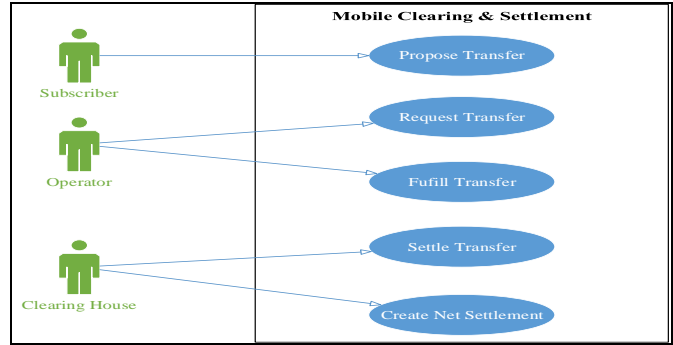 Mobile Clearing & Settlement
Subscriber
Propose Transfer
Operator
Request Transfer
Fufill Transfer
Clearing House
Settle Transfer
Create Net Settlement